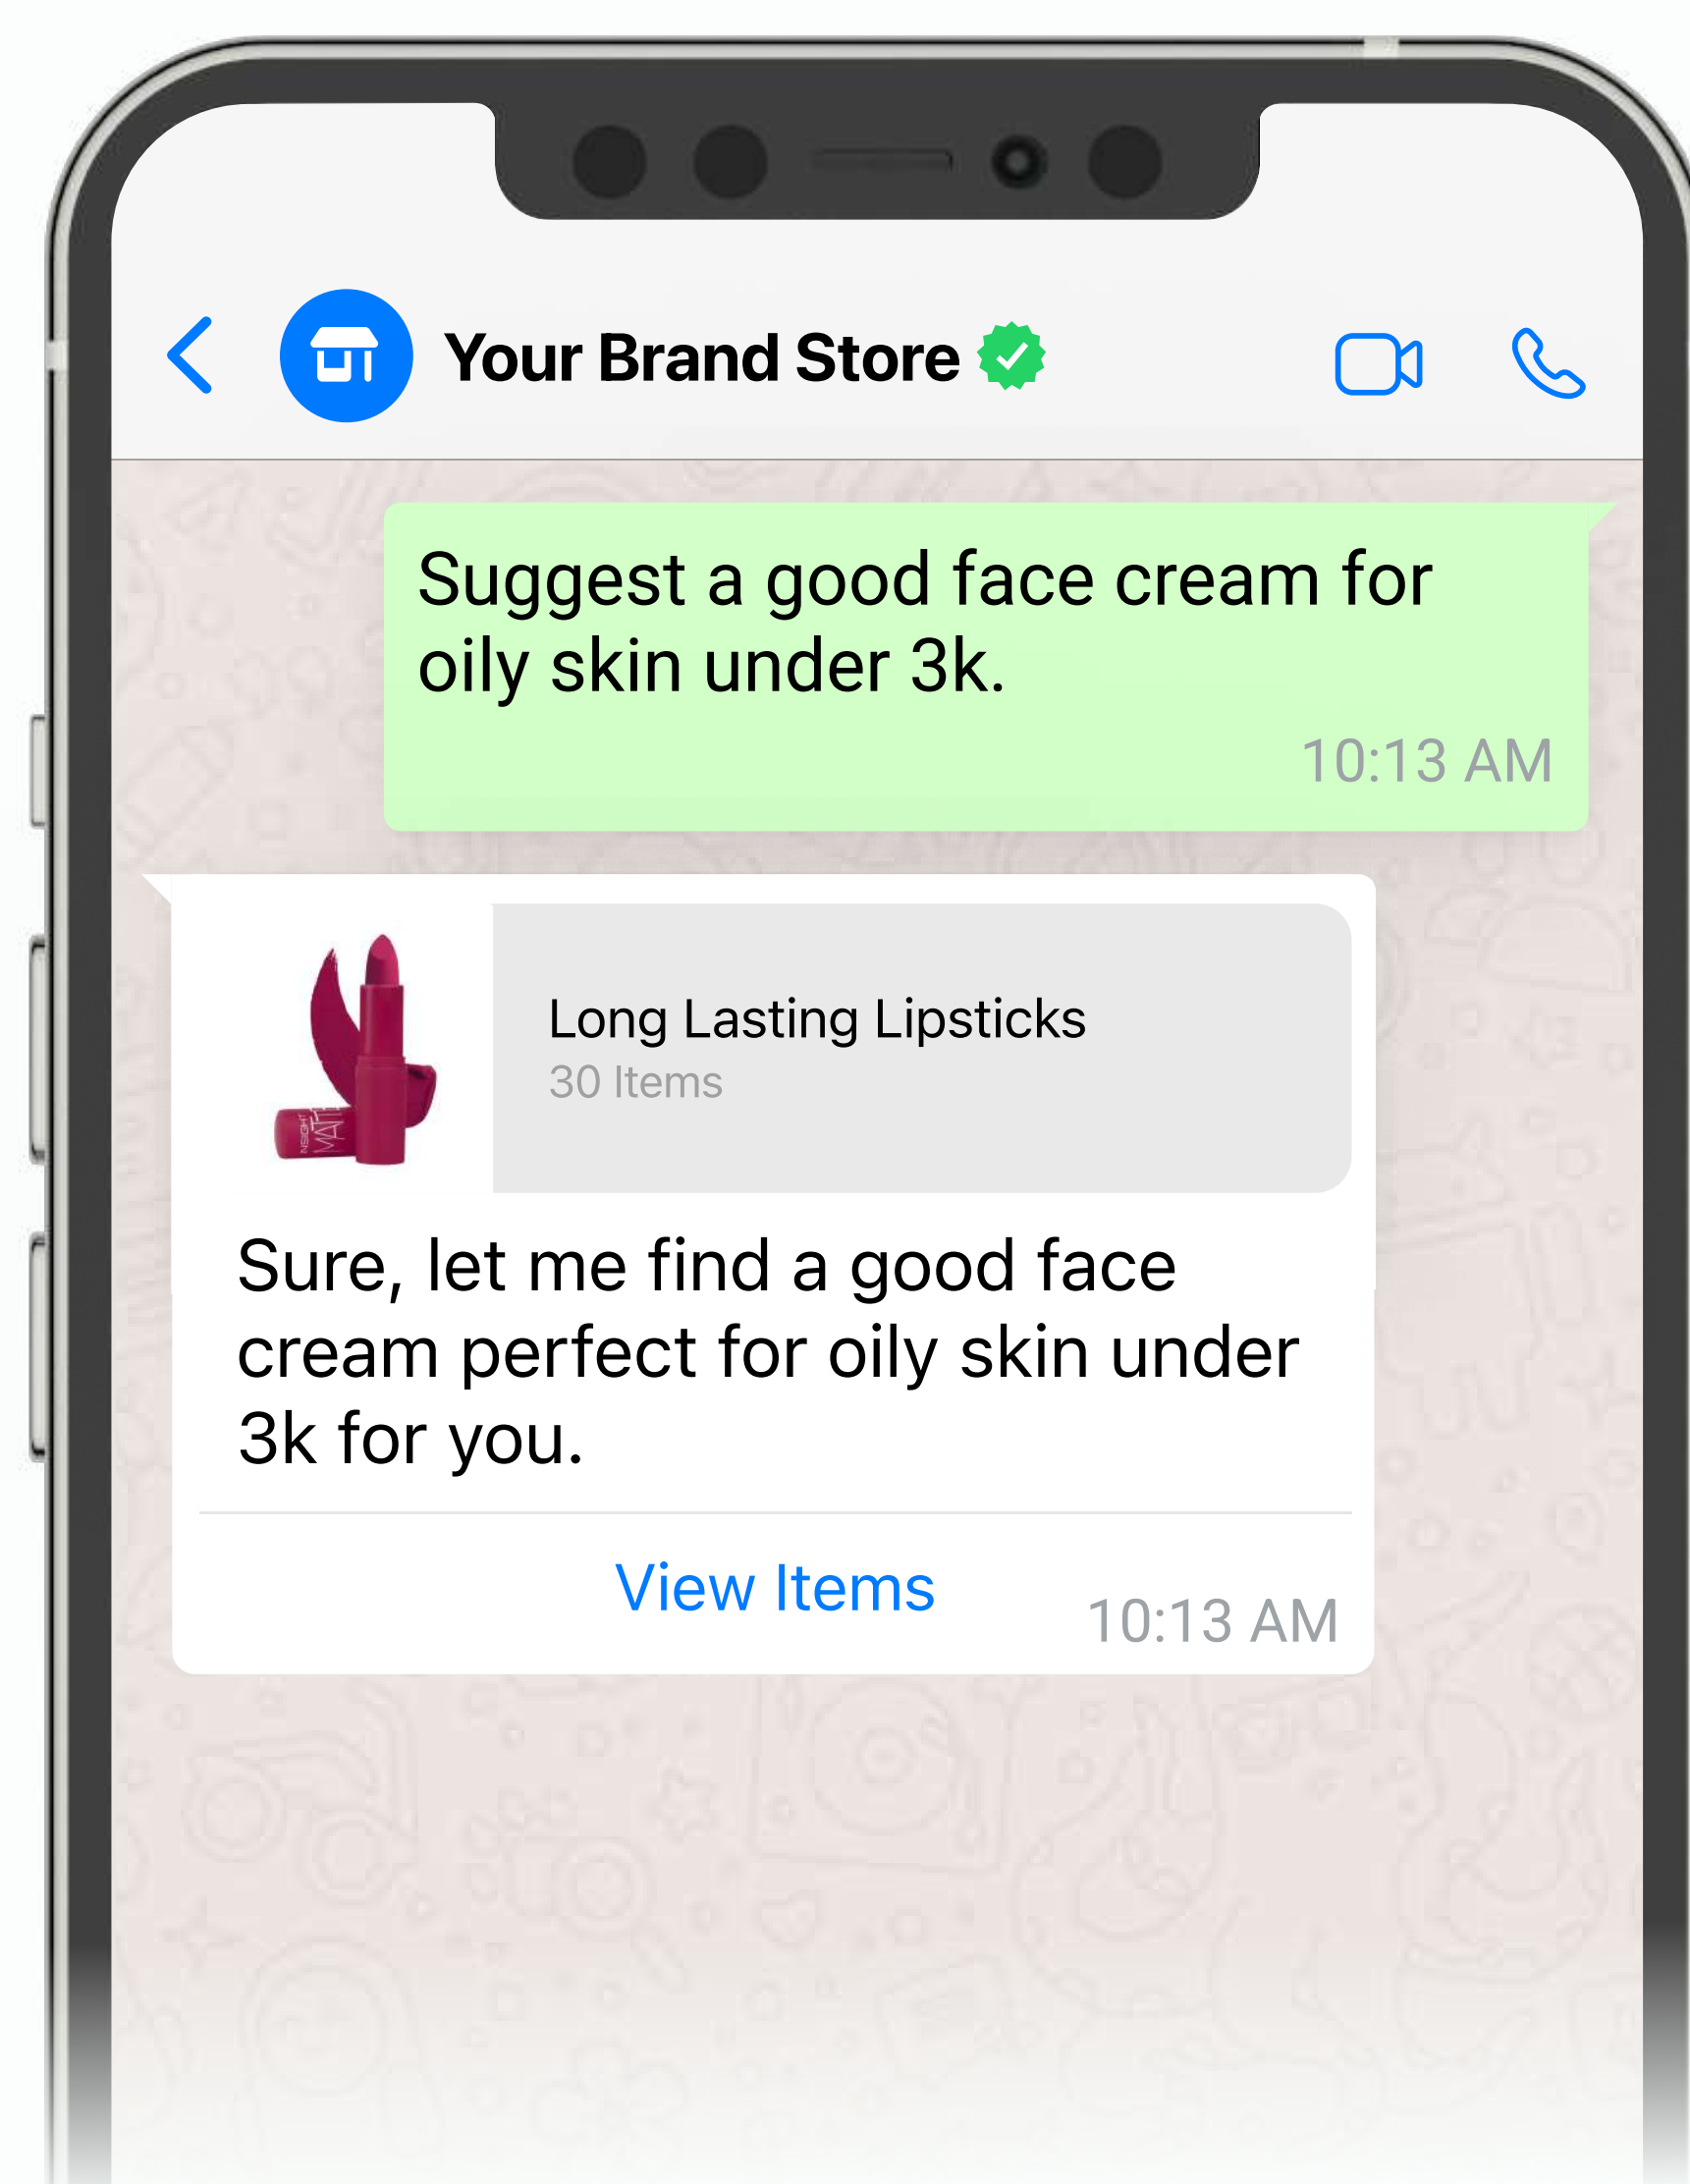 Your Brand Store
Suggest a good face cream for
oily skin under 3k.
10:13 AM
Long Lasting Lipsticks
30 Items
INSIGHT
MATTE
Sure, let me find a good face
cream perfect for oily skin under
3k for you.
View Items
10:13 AM